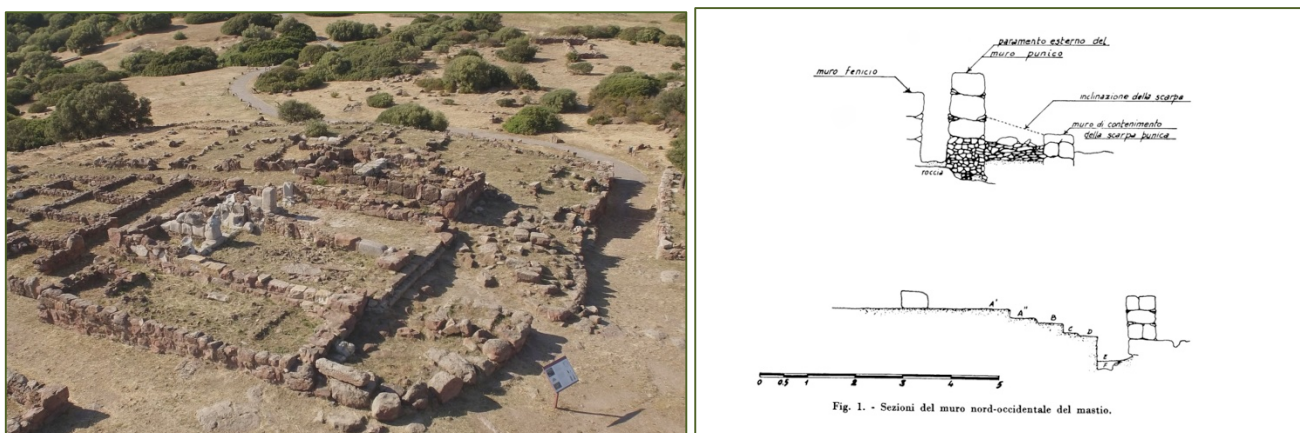 paramento esterno del
muro punico
muro fenicio
inclinazione della scarpa
muro di contenimento
della scarpa punica
roccia
A' A" B C D E F
0 0.5 1 2 3 4 5
Fig. 1. - Sezioni del muro nord-occidentale del mastio.